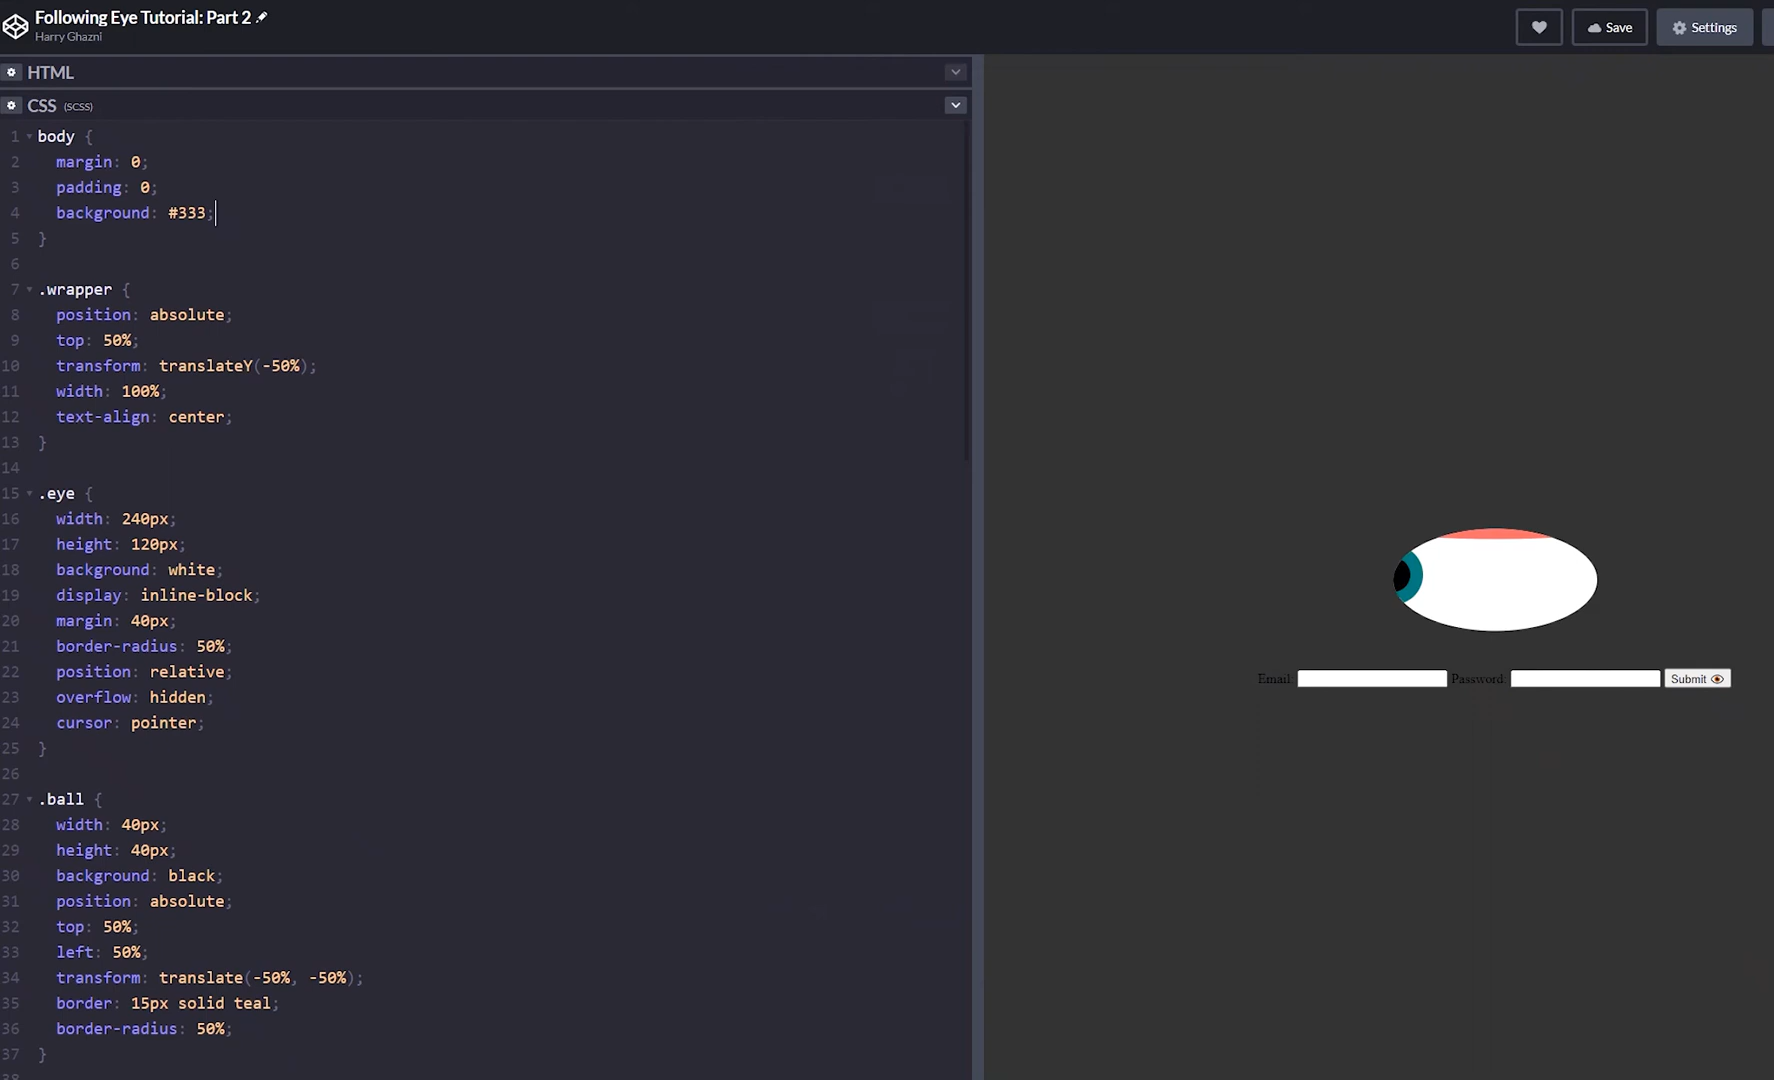 Following Eye Tutorial: Part 2
Harry Ghazni
Save
Settings
HTML
CSS (SCSS)
1 body {
2 margin: 0;
3 padding: 0;
4 background: #333;
5 }
6
7 .wrapper {
8 position: absolute;
9 top: 50%;
10 transform: translateY(-50%);
11 width: 100%;
12 text-align: center;
13 }
14
15 .eye {
16 width: 240px;
17 height: 120px;
18 background: white;
19 display: inline-block;
20 margin: 40px;
21 border-radius: 50%;
22 position: relative;
23 overflow: hidden;
24 cursor: pointer;
25 }
26
27 .ball {
28 width: 40px;
29 height: 40px;
30 background: black;
31 position: absolute;
32 top: 50%;
33 left: 50%;
34 transform: translate(-50%, -50%);
35 border: 15px solid teal;
36 border-radius: 50%;
37 }
38
Email: Password: Submit